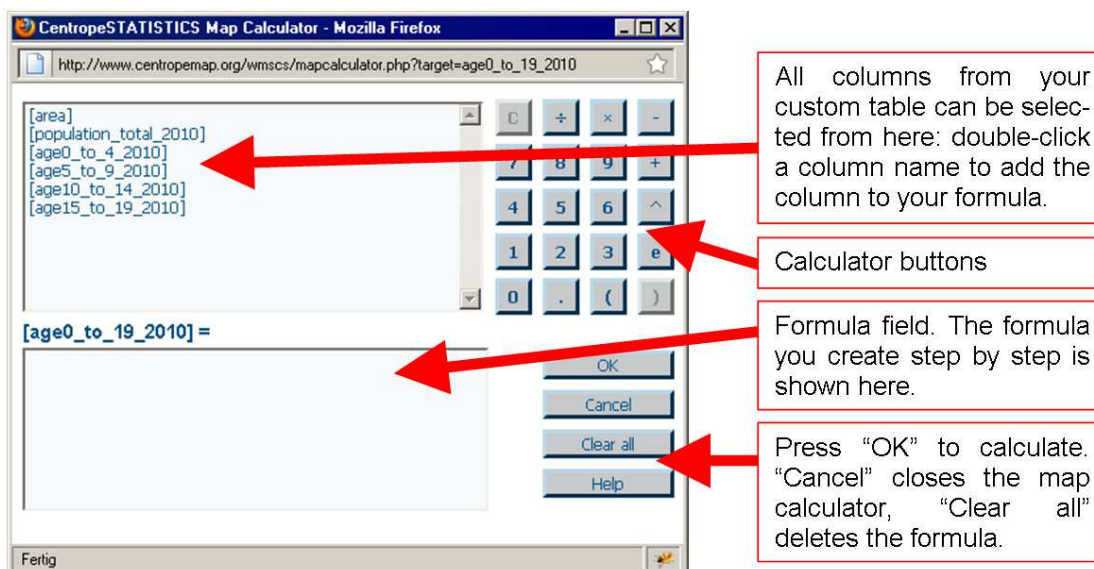 CentropeSTATISTICS Map Calculator - Mozilla Firefox
http://www.centropemap.org/wmscs/mapcalculator.php?target=age0_to_19_2010
[area]
[population_total_2010]
[age0_to_4_2010]
[age5_to_9_2010]
[age10_to_14_2010]
[age15_to_19_2010]
C ÷ × -
7 8 9 +
4 5 6 ^
1 2 3 e
0 . ( )
[age0_to_19_2010] =
OK
Cancel
Clear all
Help
Fertig
All columns from your
custom table can be selec-
ted from here: double-click
a column name to add the
column to your formula.
Calculator buttons
Formula field. The formula
you create step by step is
shown here.
Press “OK” to calculate.
“Cancel” closes the map
calculator, “Clear all”
deletes the formula.